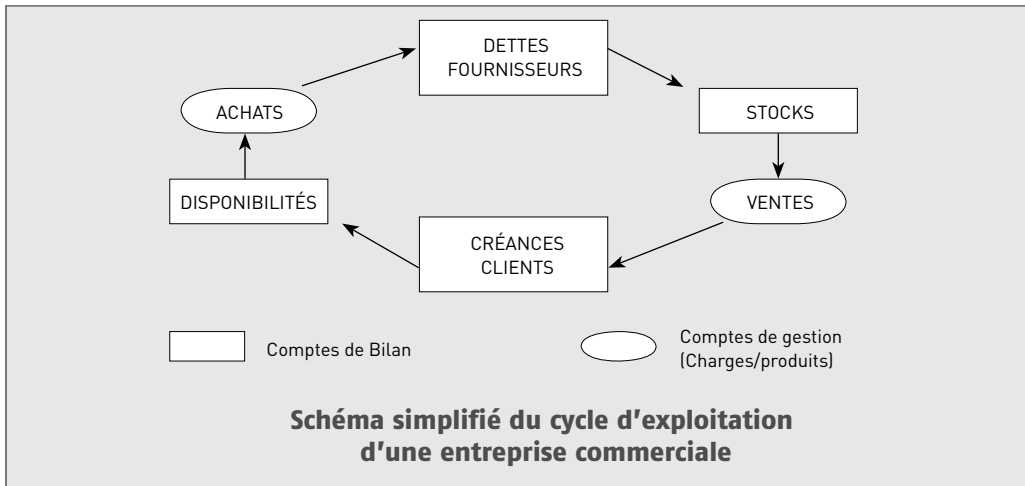 DETTES
FOURNISSEURS
ACHATS
STOCKS
DISPONIBILITÉS
VENTES
CRÉANCES
CLIENTS
Comptes de Bilan
Comptes de gestion
(Charges/produits)
Schéma simplifié du cycle d'exploitation
d'une entreprise commerciale